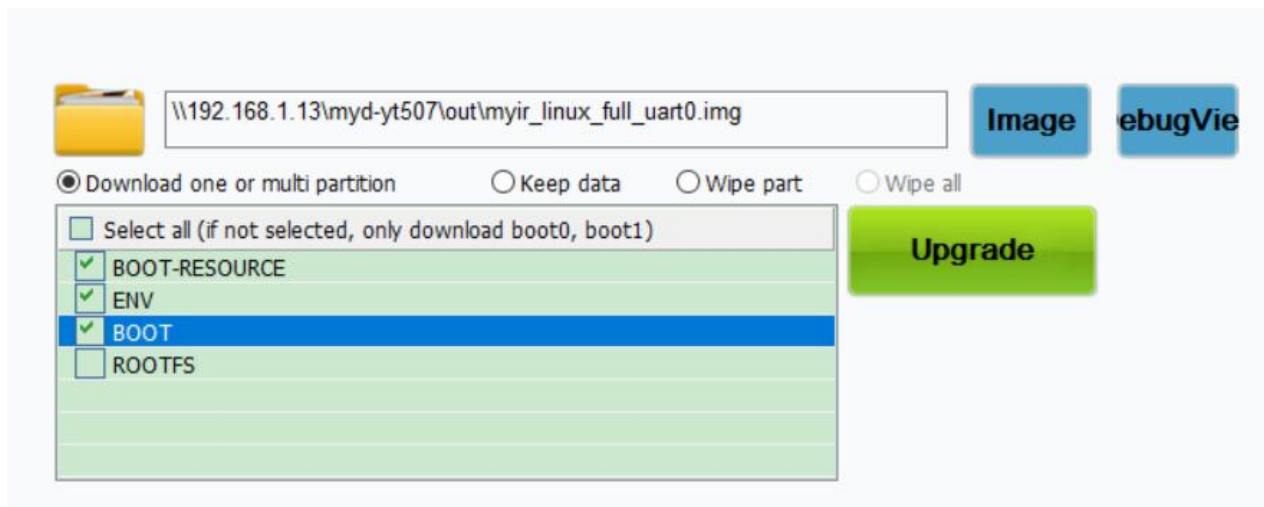 \\192.168.1.13\myd-yt507\out\myir_linux_full_uart0.img
Image
ebugVie
Download one or multi partition
Keep data
Wipe part
Wipe all
Select all (if not selected, only download boot0, boot1)
Upgrade
BOOT-RESOURCE
ENV
BOOT
ROOTFS